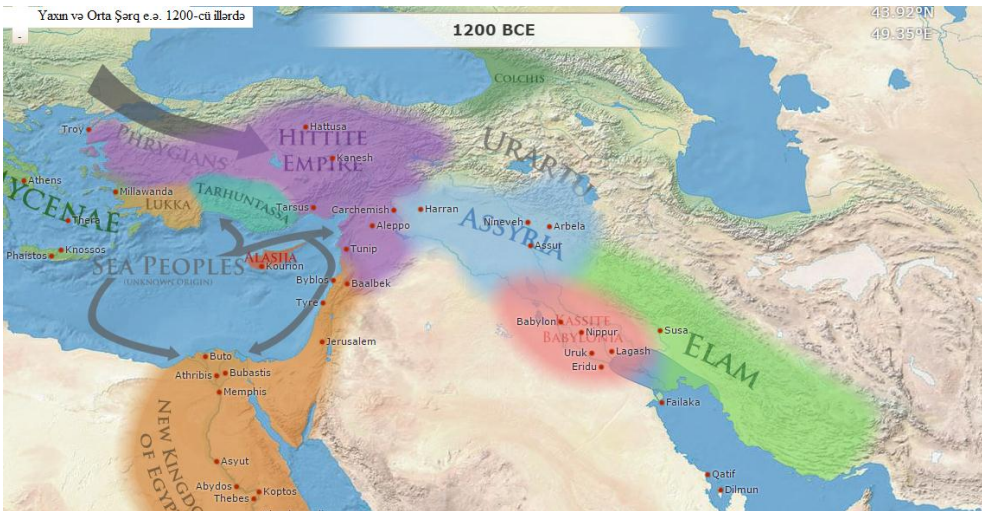 Yaxın və Orta Şərq e.ə. 1200-cü illərdə
-
1200 BCE
43.92°N
49.35°E
Colchis
Troy
Phrygians
Hattusa
Hittite
Empire
Kanesh
Urartu
Athens
Mycenae
Thera
Millawanda
Lukka
Tarhuntassa
Tarsus
Carchemish
Harran
Aleppo
Assyria
Nineveh
Arbela
Assur
Knossos
Phaistos
Sea Peoples
(unknown origin)
Alasiia
Kourion
Tunip
Byblos
Baalbek
Tyre
Jerusalem
Babylon
Kassite
Babylonia
Nippur
Uruk
Lagash
Eridu
Susa
Elam
Failaka
Qatif
Dilmun
Buto
Athribis
Bubastis
Memphis
New Kingdo
of Egyp
Asyut
Abydos
Koptos
Thebes